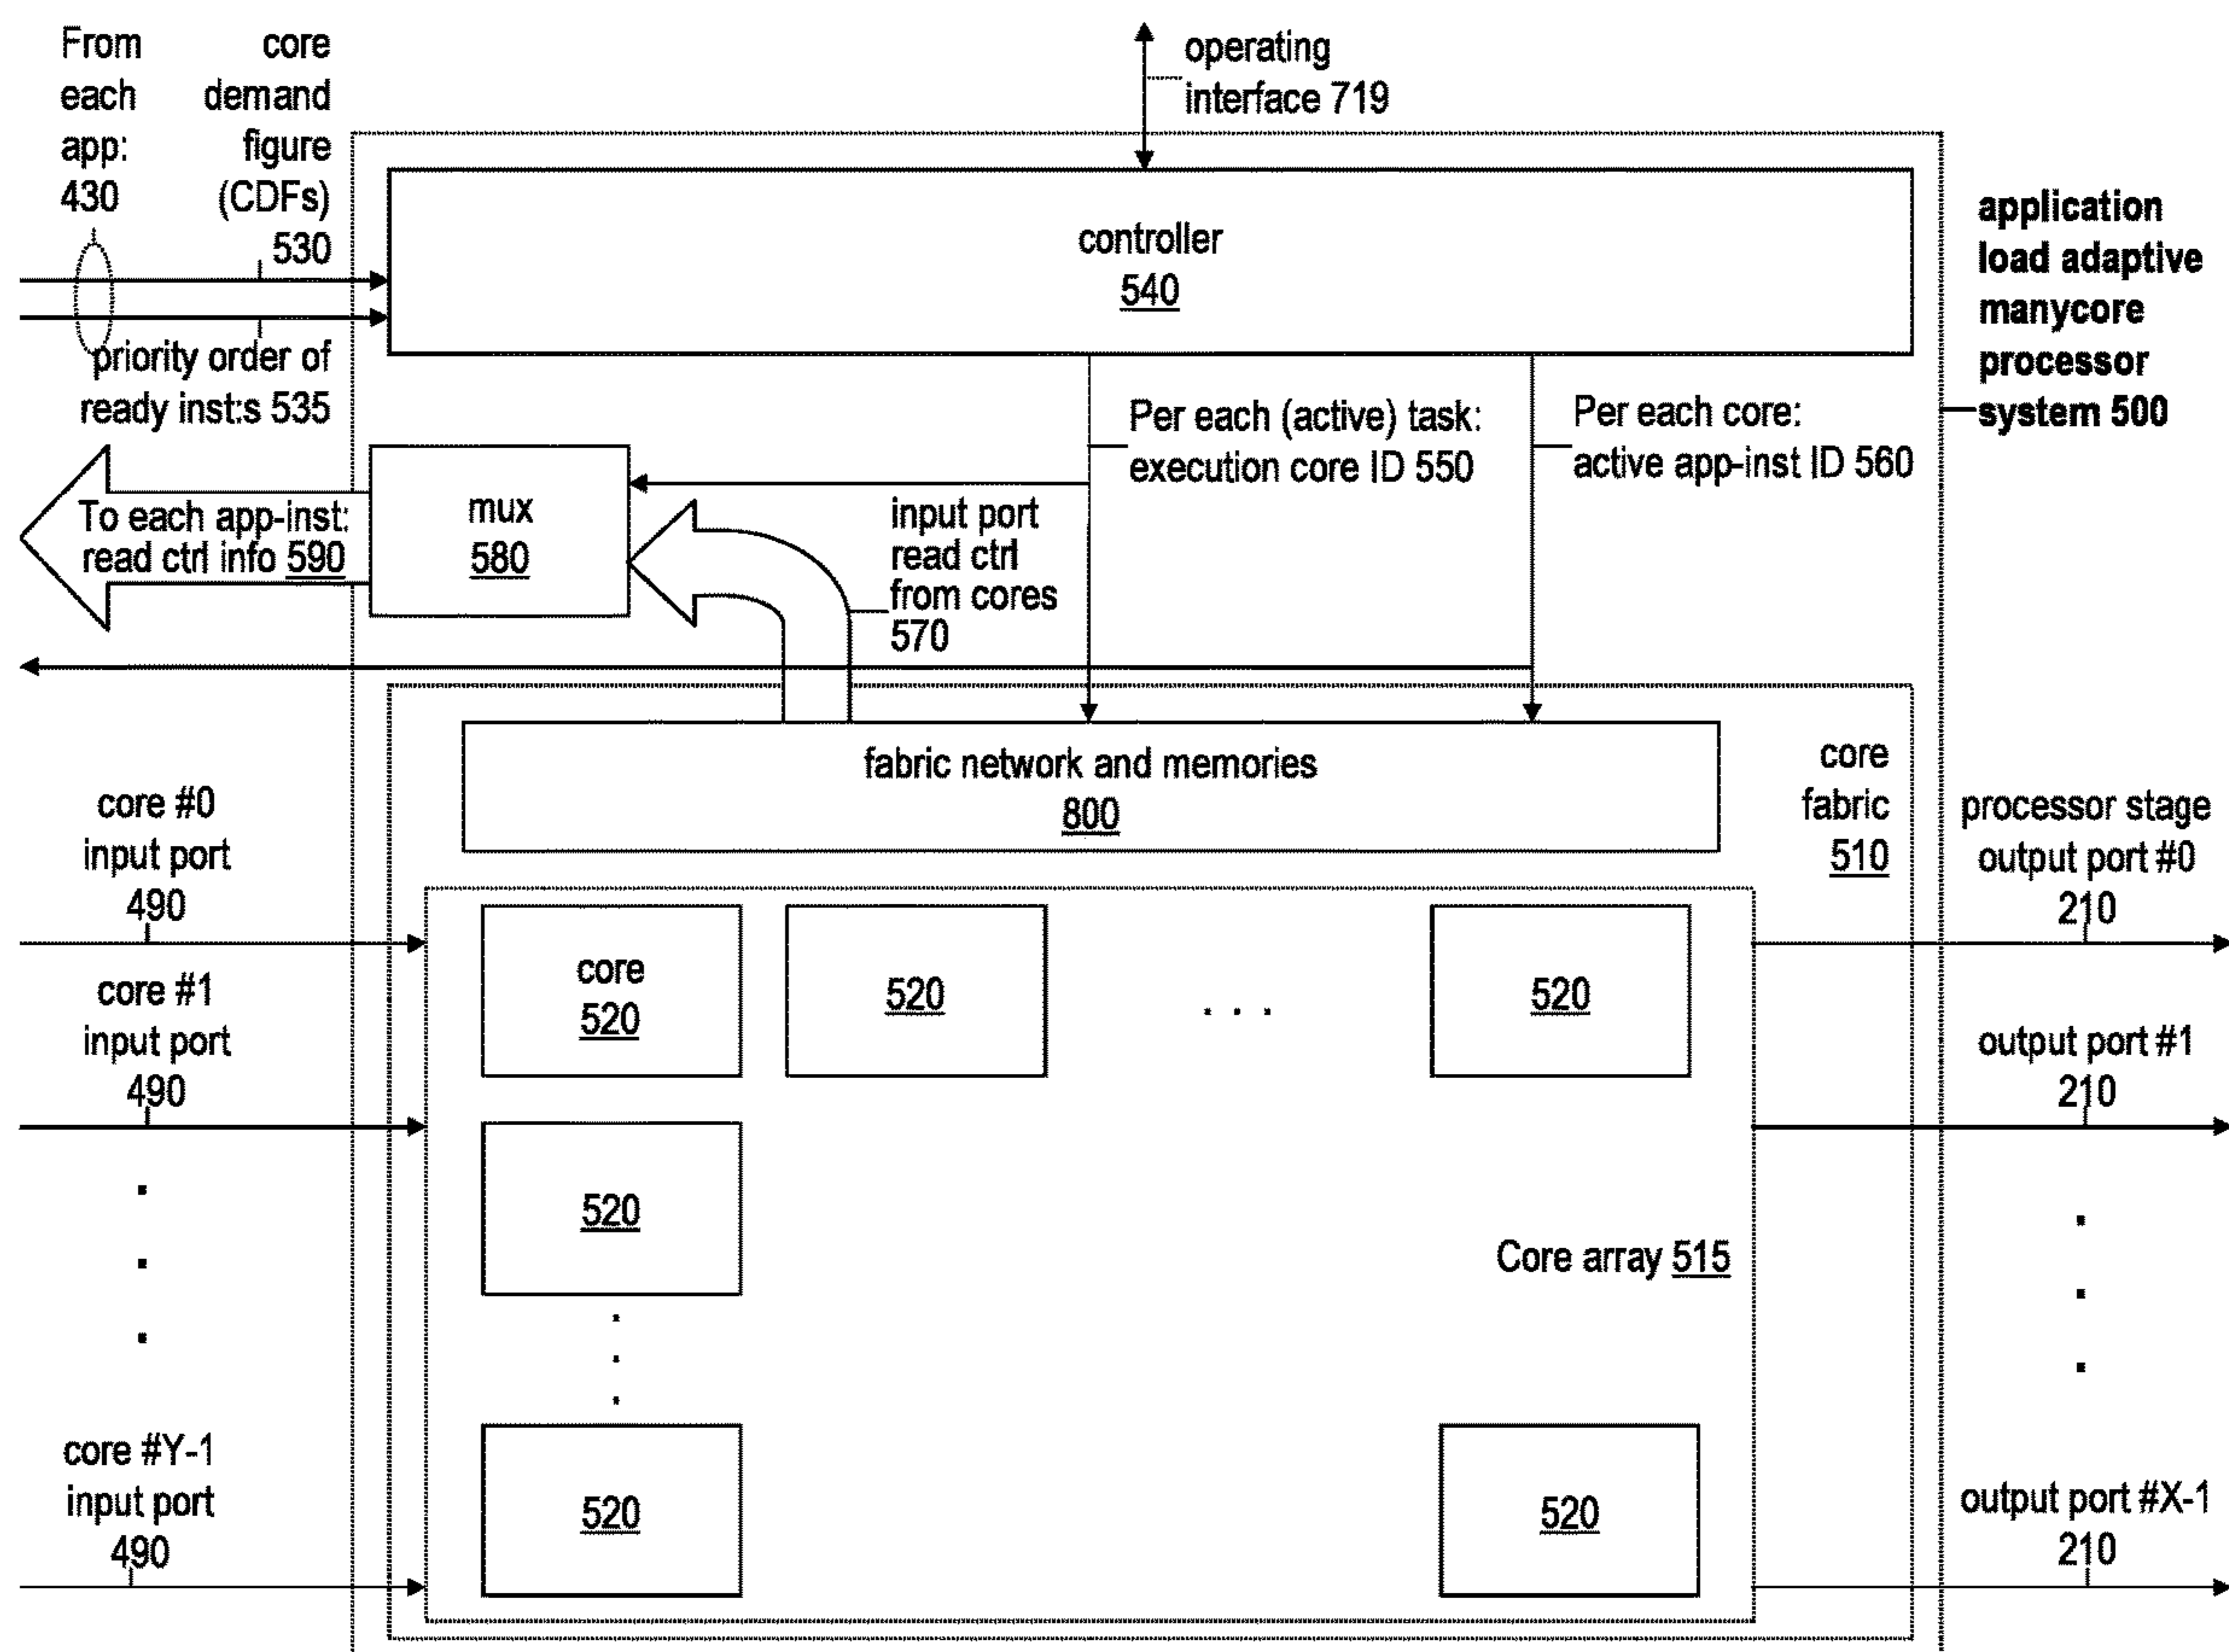 From core
each demand
app: figure
430 (CDFs)
530
priority order of
ready inst:s 535
operating
interface 719
controller
540
application
load adaptive
manycore
processor
system 500
Per each (active) task:
execution core ID 550
Per each core:
active app-inst ID 560
To each app-inst:
read ctrl info 590
mux
580
input port
read ctrl
from cores
570
fabric network and memories
800
core
fabric
510
core #0
input port
490
core #1
input port
490
. . .
core #Y-1
input port
490
core
520
520
. . .
520
520
. . .
520
520
Core array 515
processor stage
output port #0
210
output port #1
210
. . .
output port #X-1
210